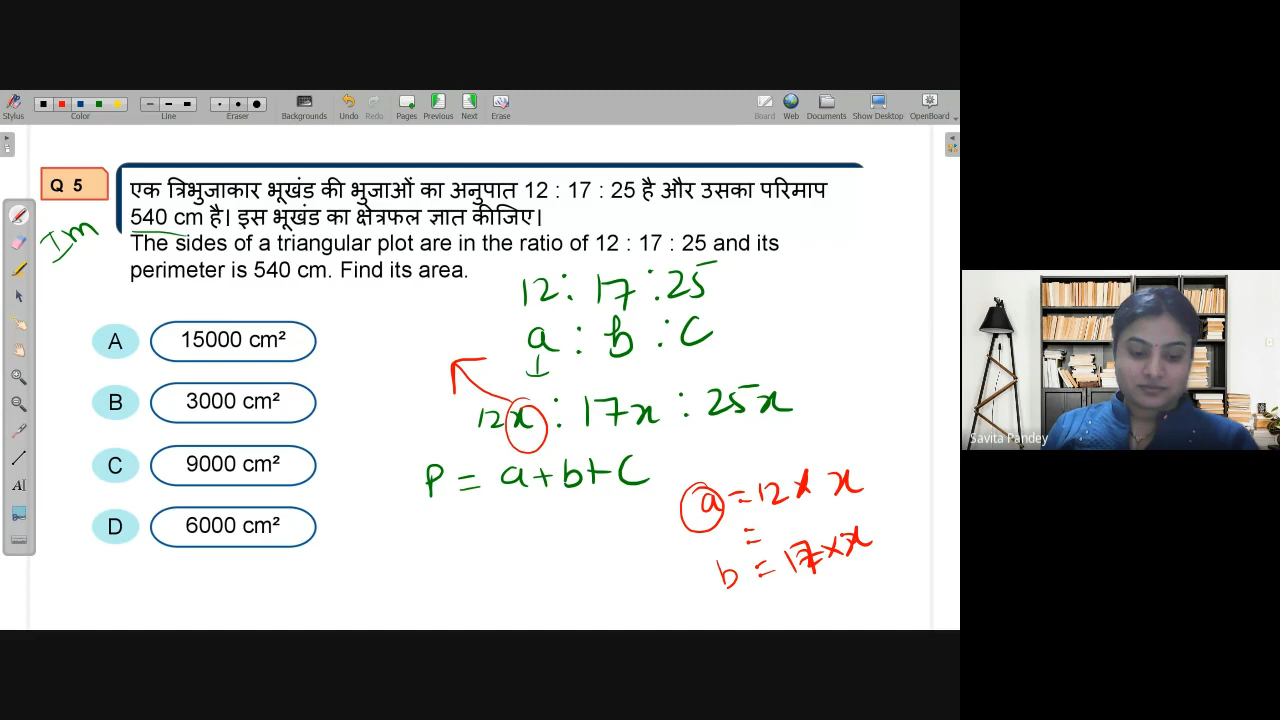 Stylus Color Line Eraser Backgrounds Undo Redo Pages Previous Next Erase Board Web Documents Show Desktop OpenBoard
Q 5
एक त्रिभुजाकार भूखंड की भुजाओं का अनुपात 12 : 17 : 25 है और उसका परिमाप
540 cm है। इस भूखंड का क्षेत्रफल ज्ञात कीजिए।
The sides of a triangular plot are in the ratio of 12 : 17 : 25 and its
perimeter is 540 cm. Find its area.
Im
12 : 17 : 25
a : b : c
12x : 17x : 25x
P = a+b+c
a = 12 × x
=
b = 17 × x
A 15000 cm²
B 3000 cm²
C 9000 cm²
D 6000 cm²
Savita Pandey